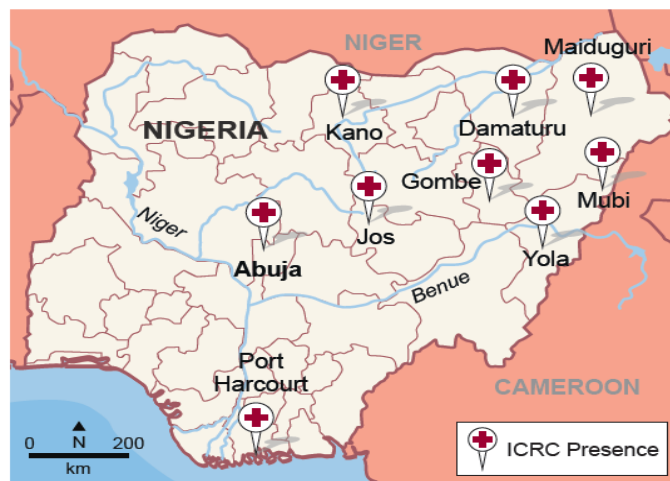 NIGER
Maiduguri
NIGERIA
Kano
Damaturu
Gombe
Mubi
Niger
Jos
Yola
Abuja
Benue
Port
Harcourt
CAMEROON
N
0 200
km
ICRC Presence